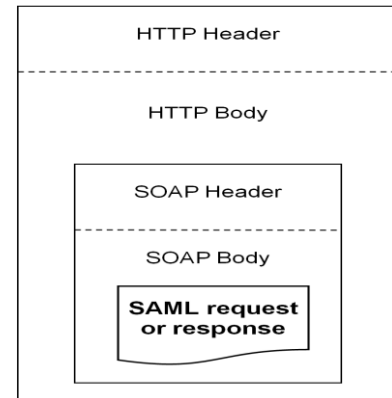 HTTP Header
HTTP Body
SOAP Header
SOAP Body
SAML request
or response